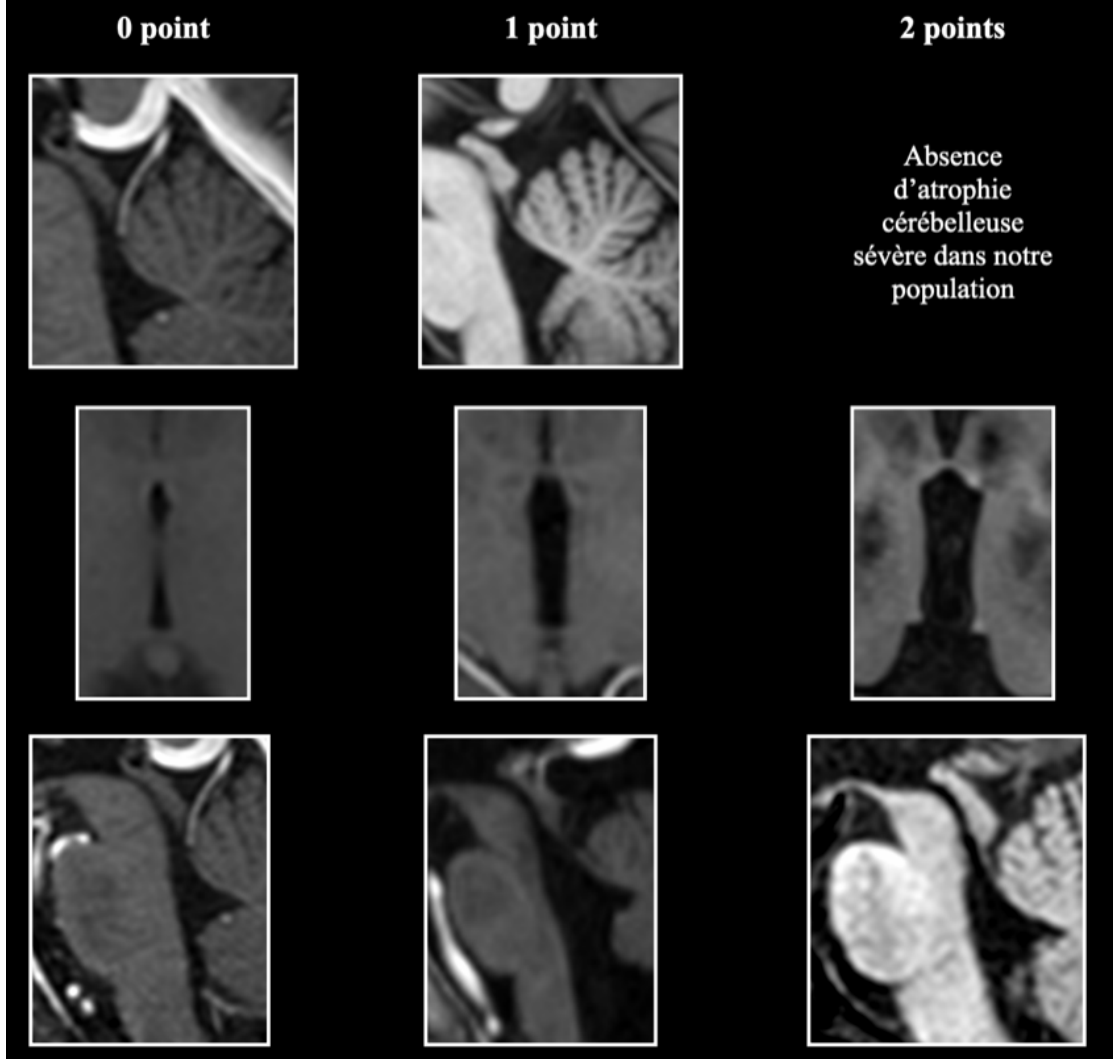 0 point
1 point
2 points
Absence
d’atrophie
cérébelleuse
sévère dans notre
population